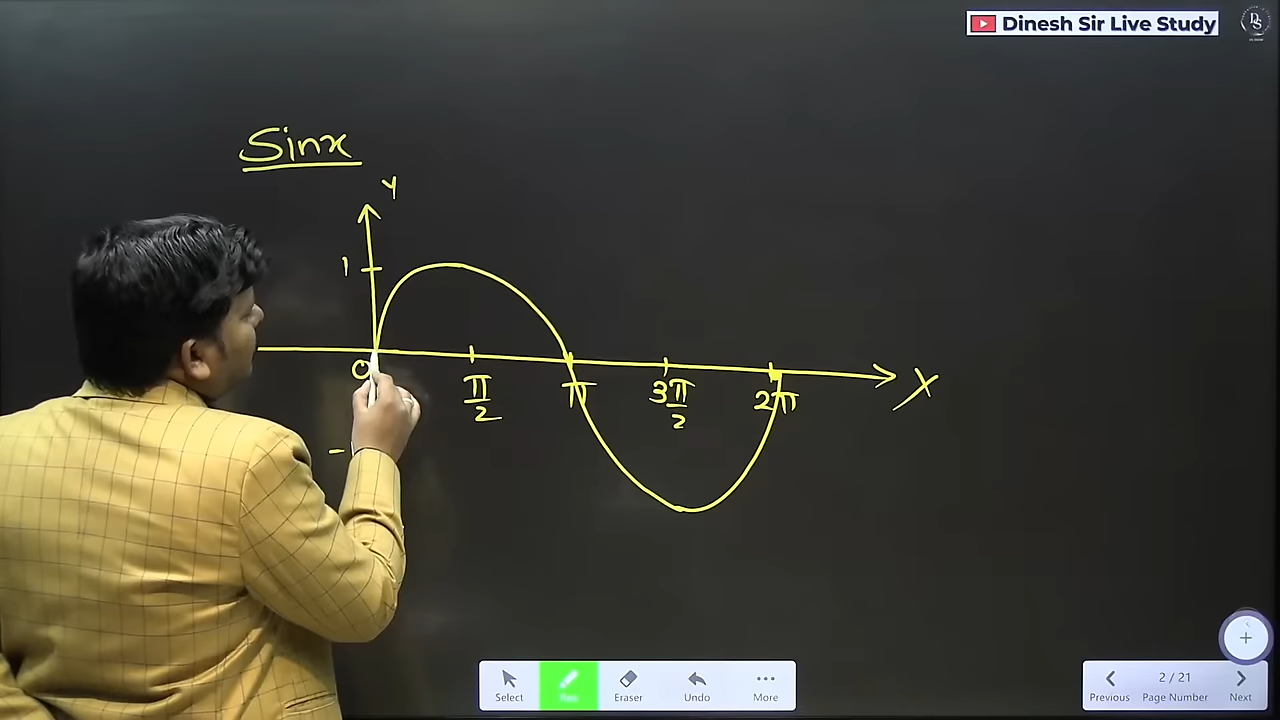 Dinesh Sir Live Study
DS
Sinx
Y
1
0
π/2
π
3π/2
2π
X
-
Select
Eraser
Undo
More
Previous
2 / 21
Page Number
Next